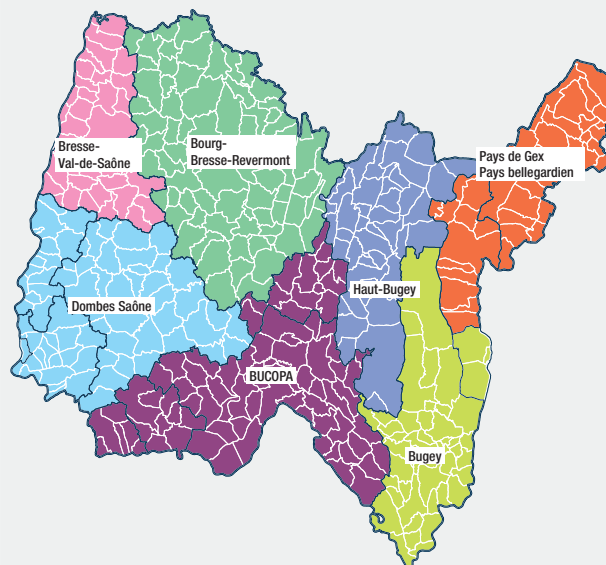 Bresse-
Val-de-Saône
Bourg-
Bresse-Revermont
Pays de Gex
Pays bellegardien
Haut-Bugey
Dombes Saône
BUCOPA
Bugey